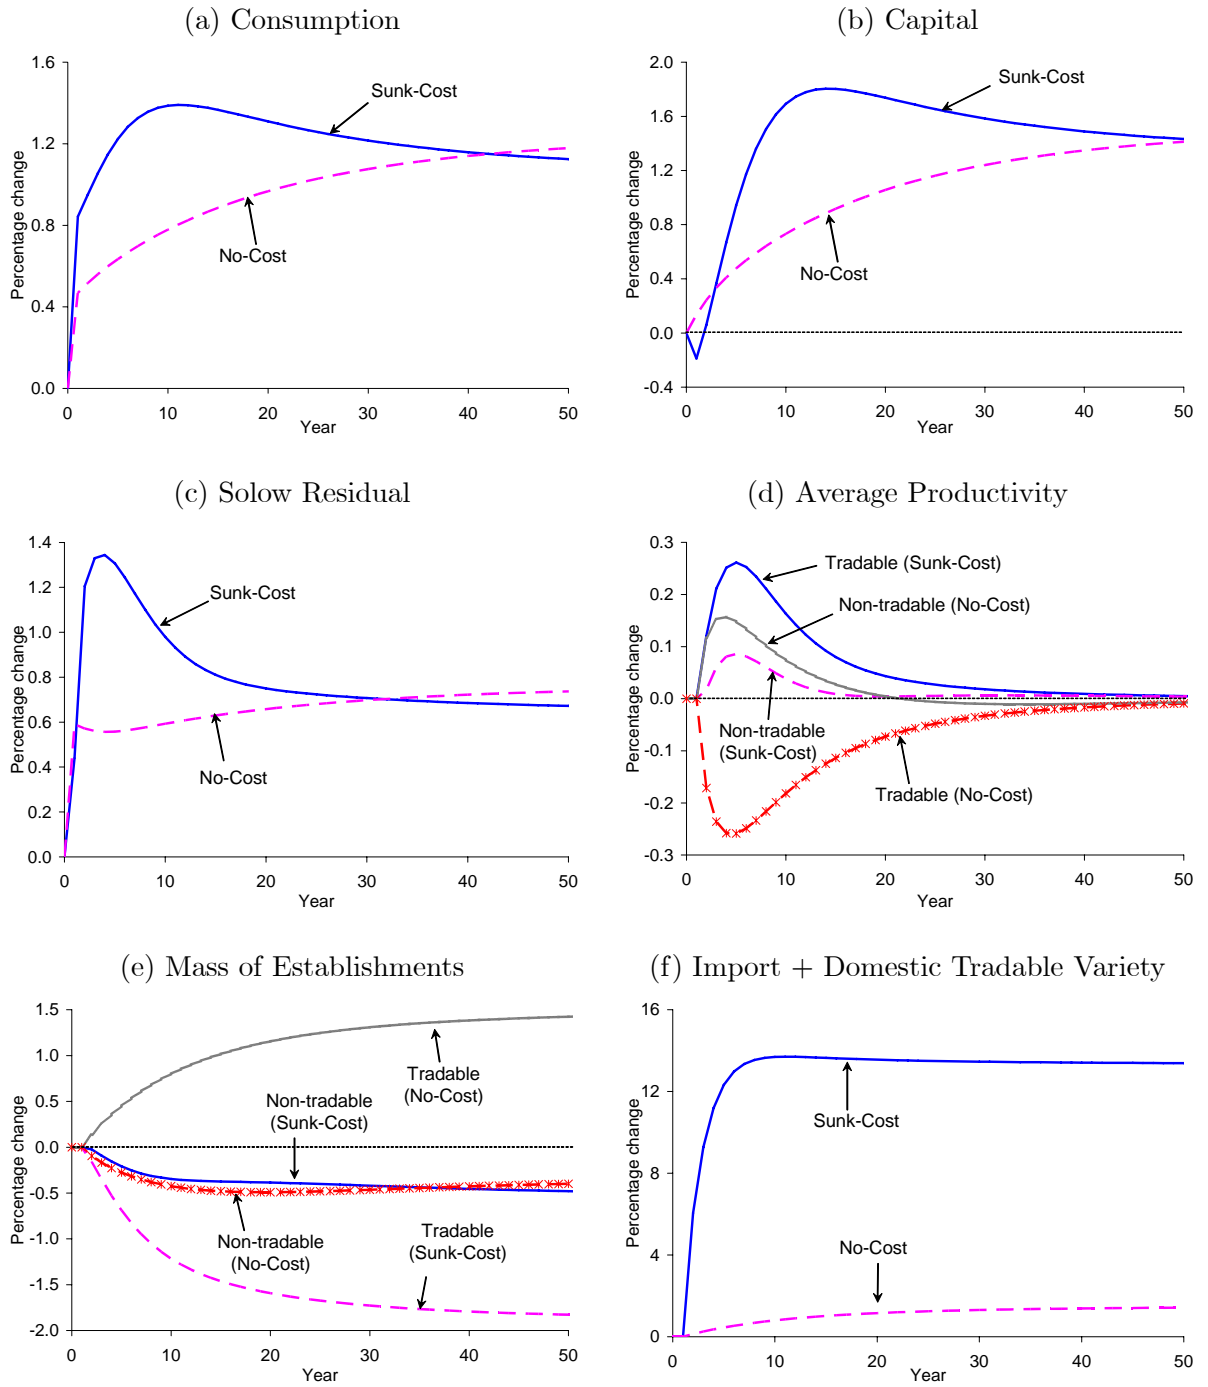 (a) Consumption
Percentage change
1.6
1.2
0.8
0.4
0.0
Sunk-Cost
No-Cost
0 10 20 30 40 50
Year
(b) Capital
Percentage change
2.0
1.6
1.2
0.8
0.4
0.0
-0.4
Sunk-Cost
No-Cost
0 10 20 30 40 50
Year
(c) Solow Residual
Percentage change
1.4
1.2
1.0
0.8
0.6
0.4
0.2
0.0
Sunk-Cost
No-Cost
0 10 20 30 40 50
Year
(d) Average Productivity
Percentage change
0.3
0.2
0.1
0.0
-0.1
-0.2
-0.3
Tradable (Sunk-Cost)
Non-tradable (No-Cost)
Non-tradable
(Sunk-Cost)
Tradable (No-Cost)
0 10 20 30 40 50
Year
(e) Mass of Establishments
Percentage change
1.5
1.0
0.5
0.0
-0.5
-1.0
-1.5
-2.0
Tradable
(No-Cost)
Non-tradable
(Sunk-Cost)
Non-tradable
(No-Cost)
Tradable
(Sunk-Cost)
0 10 20 30 40 50
Year
(f) Import + Domestic Tradable Variety
Percentage change
16
12
8
4
0
Sunk-Cost
No-Cost
0 10 20 30 40 50
Year